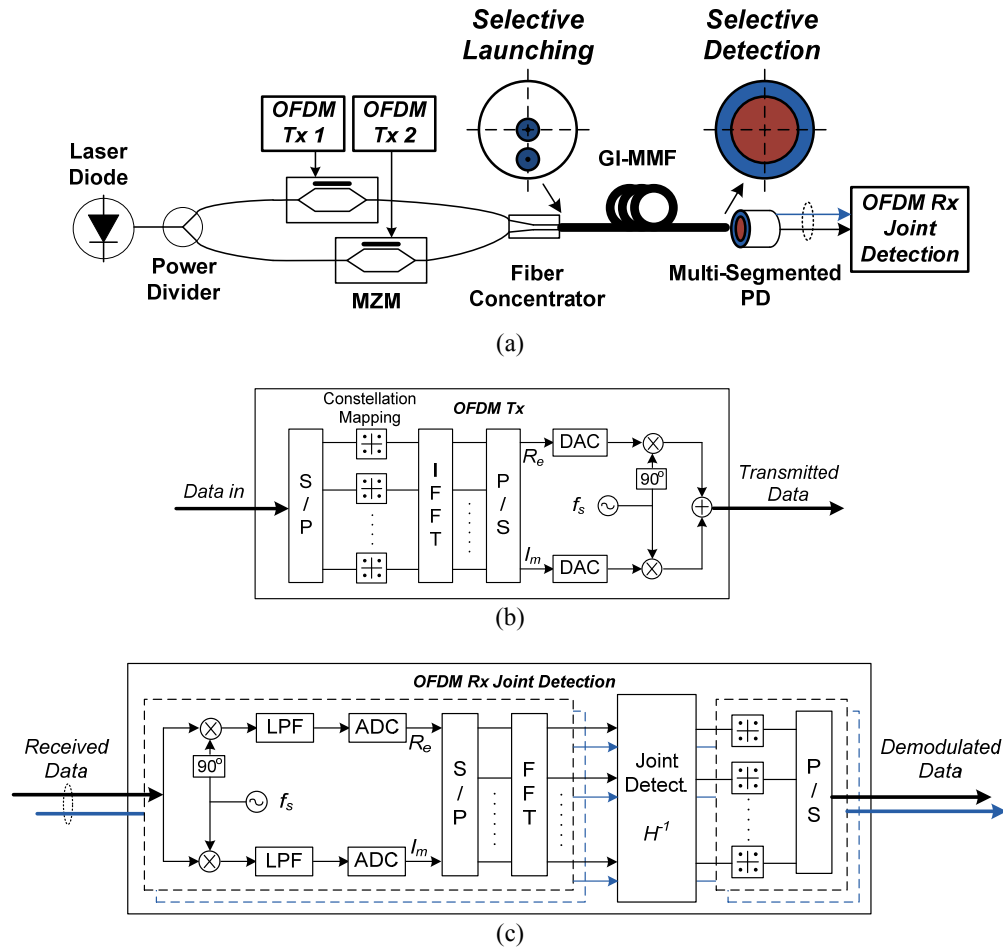 Selective
Launching
Selective
Detection
OFDM
Tx 1
OFDM
Tx 2
Laser
Diode
GI-MMF
OFDM Rx
Joint
Detection
Power
Divider
MZM
Fiber
Concentrator
Multi-Segmented
PD
(a)
Constellation
Mapping
OFDM Tx
Data in
S / P
I F F T
P / S
Re
DAC
90°
fs
Im
DAC
Transmitted
Data
(b)
OFDM Rx Joint Detection
Received
Data
90°
fs
LPF
ADC
Re
LPF
ADC
Im
S / P
F F T
Joint
Detect.
H-1
P / S
Demodulated
Data
(c)